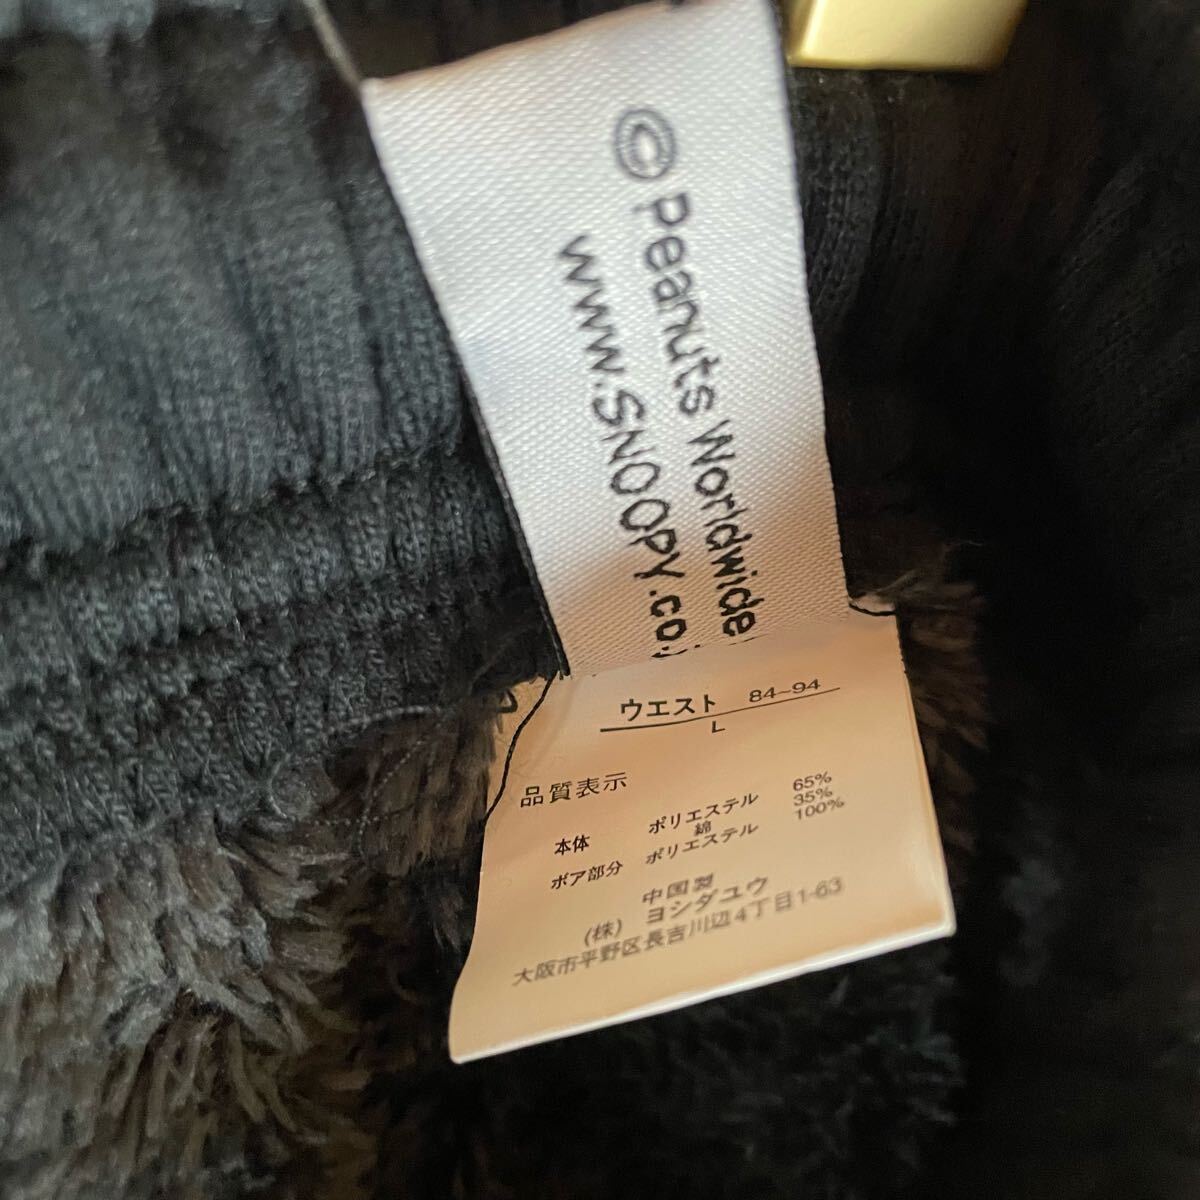 © Peanuts Worldwide
www.SNOOPY.co.
ウエスト 84~94
L
品質表示
本体 ポリエステル 65%
綿 35%
ボア部分 ポリエステル 100%
中国製
(株) ヨシダユウ
大阪市平野区長吉川辺4丁目1-63